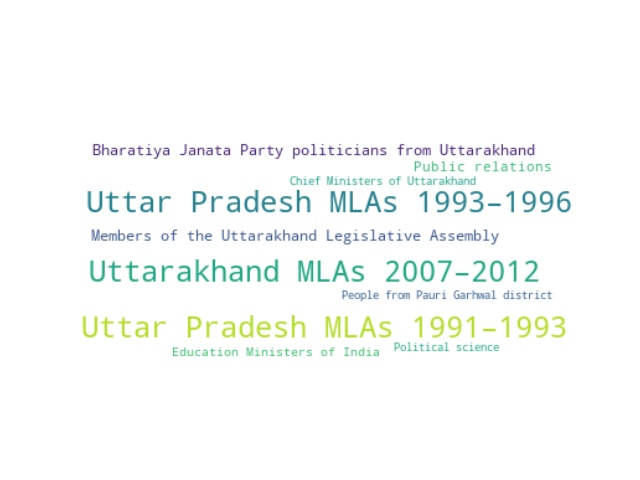 Bharatiya Janata Party politicians from Uttarakhand
Public relations
Chief Ministers of Uttarakhand
Uttar Pradesh MLAs 1993–1996
Members of the Uttarakhand Legislative Assembly
Uttarakhand MLAs 2007–2012
People from Pauri Garhwal district
Uttar Pradesh MLAs 1991–1993
Education Ministers of India
Political science